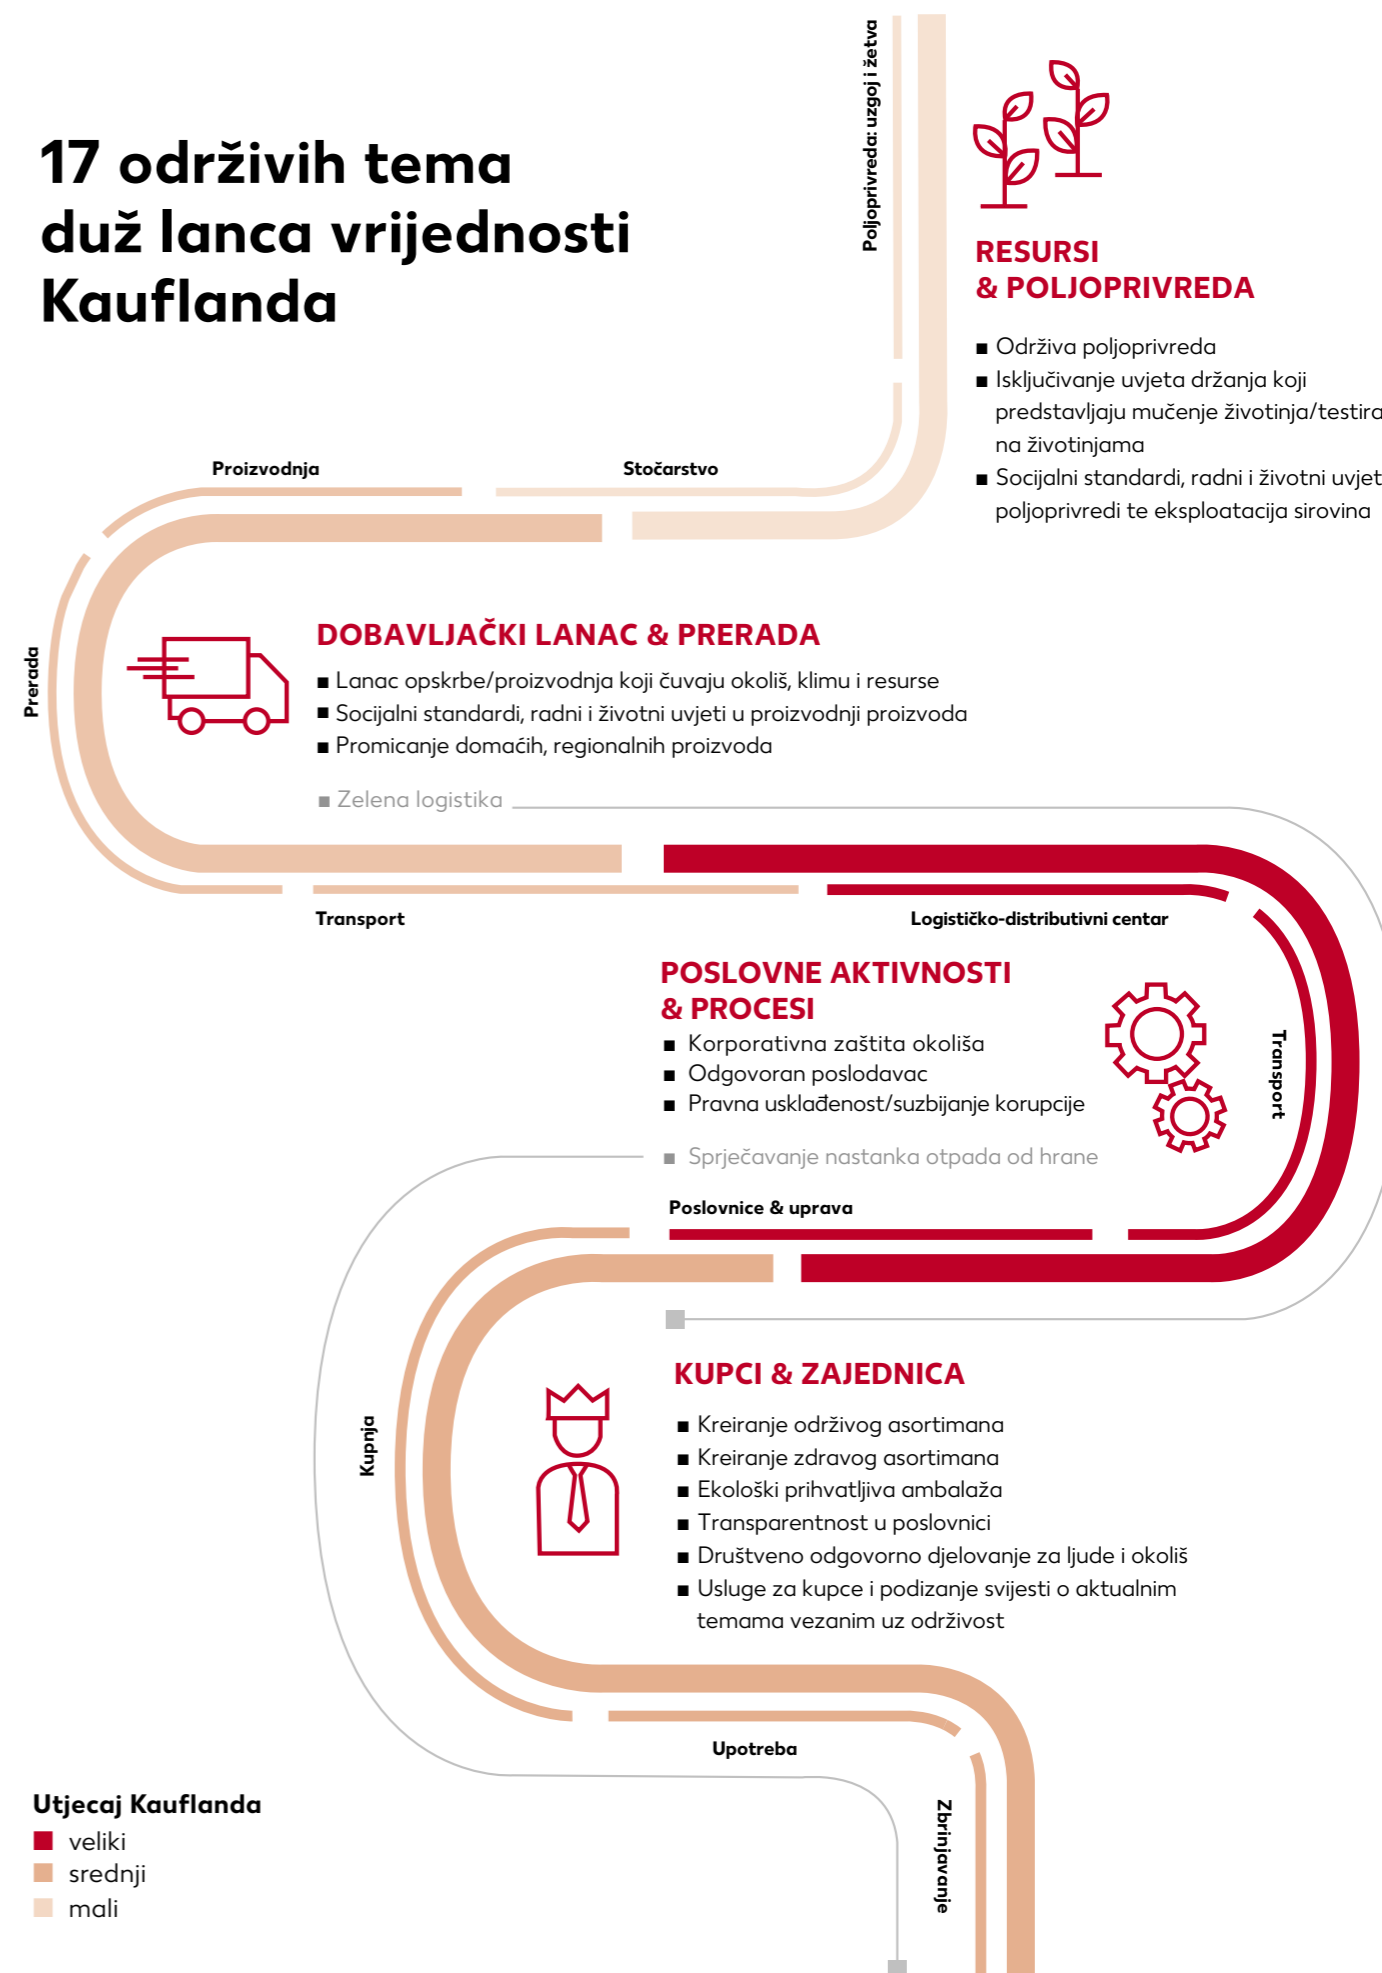 17 održivih tema
duž lanca vrijednosti
Kauflanda
Poljoprivreda: uzgoj i žetva
RESURSI
& POLJOPRIVREDA
■ Održiva poljoprivreda
■ Isključivanje uvjeta držanja koji
predstavljaju mučenje životinja/testira
na životinjama
■ Socijalni standardi, radni i životni uvjet
poljoprivredi te eksploatacija sirovina
Proizvodnja
Stočarstvo
Prerada
DOBAVLJAČKI LANAC & PRERADA
■ Lanac opskrbe/proizvodnja koji čuvaju okoliš, klimu i resurse
■ Socijalni standardi, radni i životni uvjeti u proizvodnji proizvoda
■ Promicanje domaćih, regionalnih proizvoda
■ Zelena logistika
Transport
Logističko-distributivni centar
POSLOVNE AKTIVNOSTI
& PROCESI
■ Korporativna zaštita okoliša
■ Odgovoran poslodavac
■ Pravna usklađenost/suzbijanje korupcije
■ Sprječavanje nastanka otpada od hrane
Transport
Poslovnice & uprava
KUPCI & ZAJEDNICA
■ Kreiranje održivog asortimana
■ Kreiranje zdravog asortimana
■ Ekološki prihvatljiva ambalaža
■ Transparentnost u poslovnici
■ Društveno odgovorno djelovanje za ljude i okoliš
■ Usluge za kupce i podizanje svijesti o aktualnim
temama vezanim uz održivost
Kupnja
Upotreba
Zbrinjavanje
Utjecaj Kauflanda
veliki
srednji
mali